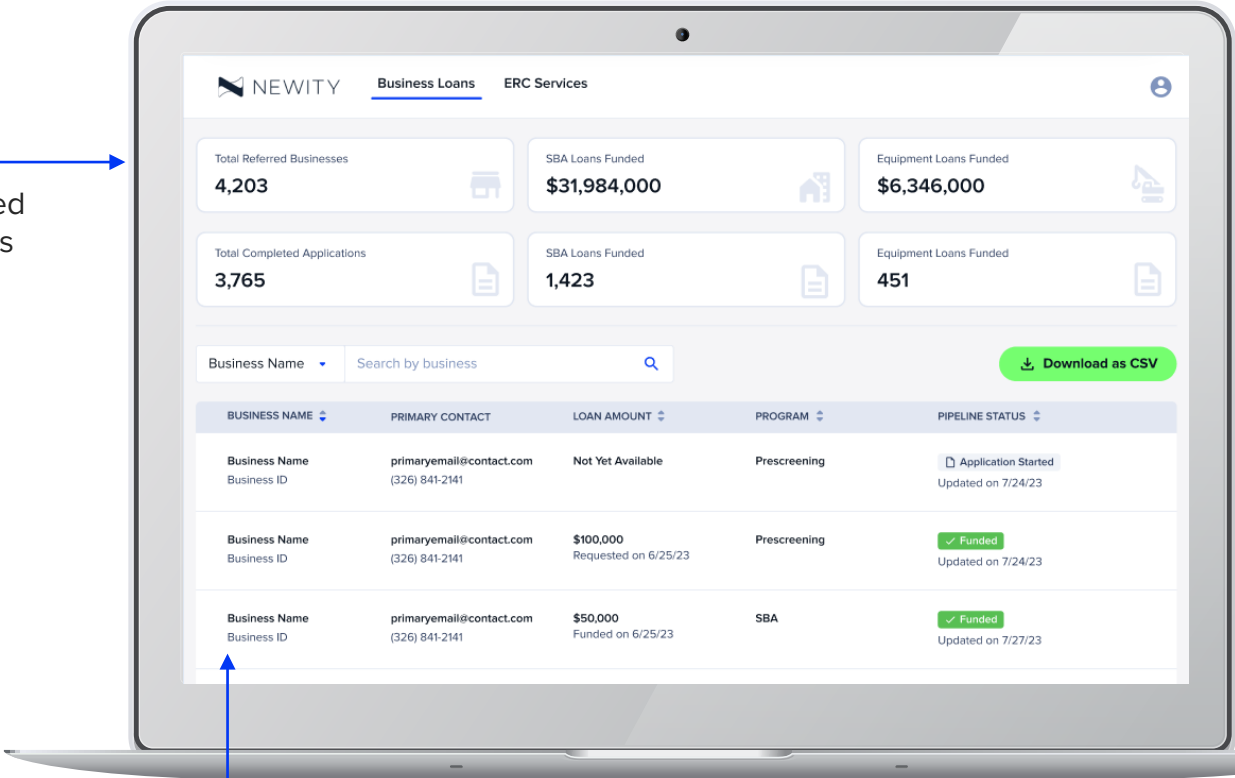 NEWITY
Business Loans
ERC Services
ed
s
Total Referred Businesses
4,203
SBA Loans Funded
$31,984,000
Equipment Loans Funded
$6,346,000
Total Completed Applications
3,765
SBA Loans Funded
1,423
Equipment Loans Funded
451
Business Name
Search by business
Download as CSV
BUSINESS NAME
PRIMARY CONTACT
LOAN AMOUNT
PROGRAM
PIPELINE STATUS
Business Name
Business ID
primaryemail@contact.com
(326) 841-2141
Not Yet Available
Prescreening
Application Started
Updated on 7/24/23
Business Name
Business ID
primaryemail@contact.com
(326) 841-2141
$100,000
Requested on 6/25/23
Prescreening
Funded
Updated on 7/24/23
Business Name
Business ID
primaryemail@contact.com
(326) 841-2141
$50,000
Funded on 6/25/23
SBA
Funded
Updated on 7/27/23